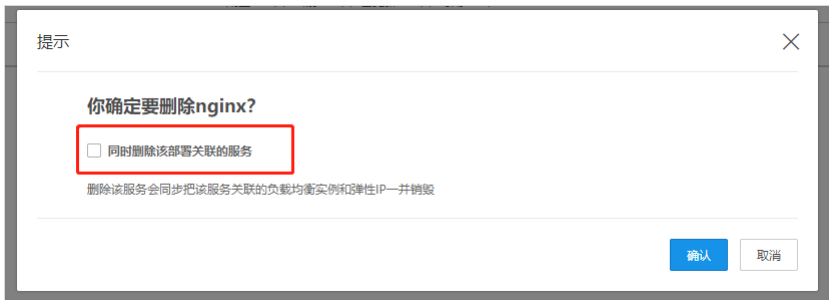 提示
你确定要删除nginx?
同时删除该部署关联的服务
删除该服务会同步把该服务关联的负载均衡实例和弹性IP一并销毁
确认
取消